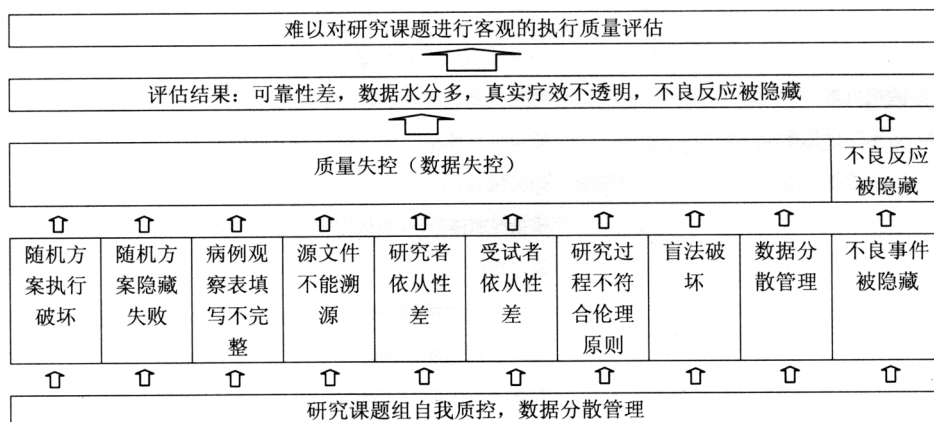 难以对研究课题进行客观的执行质量评估
评估结果：可靠性差，数据水分多，真实疗效不透明，不良反应被隐藏
质量失控（数据失控）
不良反应
被隐藏
随机方
案执行
破坏
随机方
案隐藏
失败
病例观
察表填
写不完
整
源文件
不能溯
源
研究者
依从性
差
受试者
依从性
差
研究过
程不符
合伦理
原则
盲法破
坏
数据分
散管理
不良事件
被隐藏
研究课题组自我质控，数据分散管理